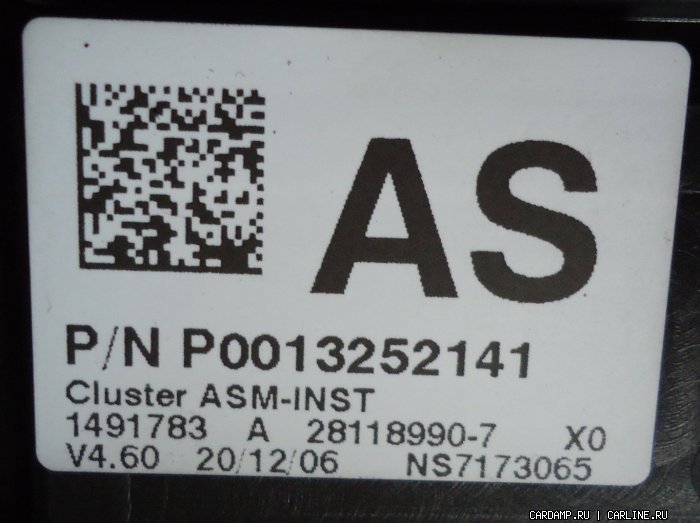 AS
P/N P0013252141
Cluster ASM-INST
1491783 A 28118990-7 X0
V4.60 20/12/06 NS7173065
CARDAMP.RU | CARLINE.RU